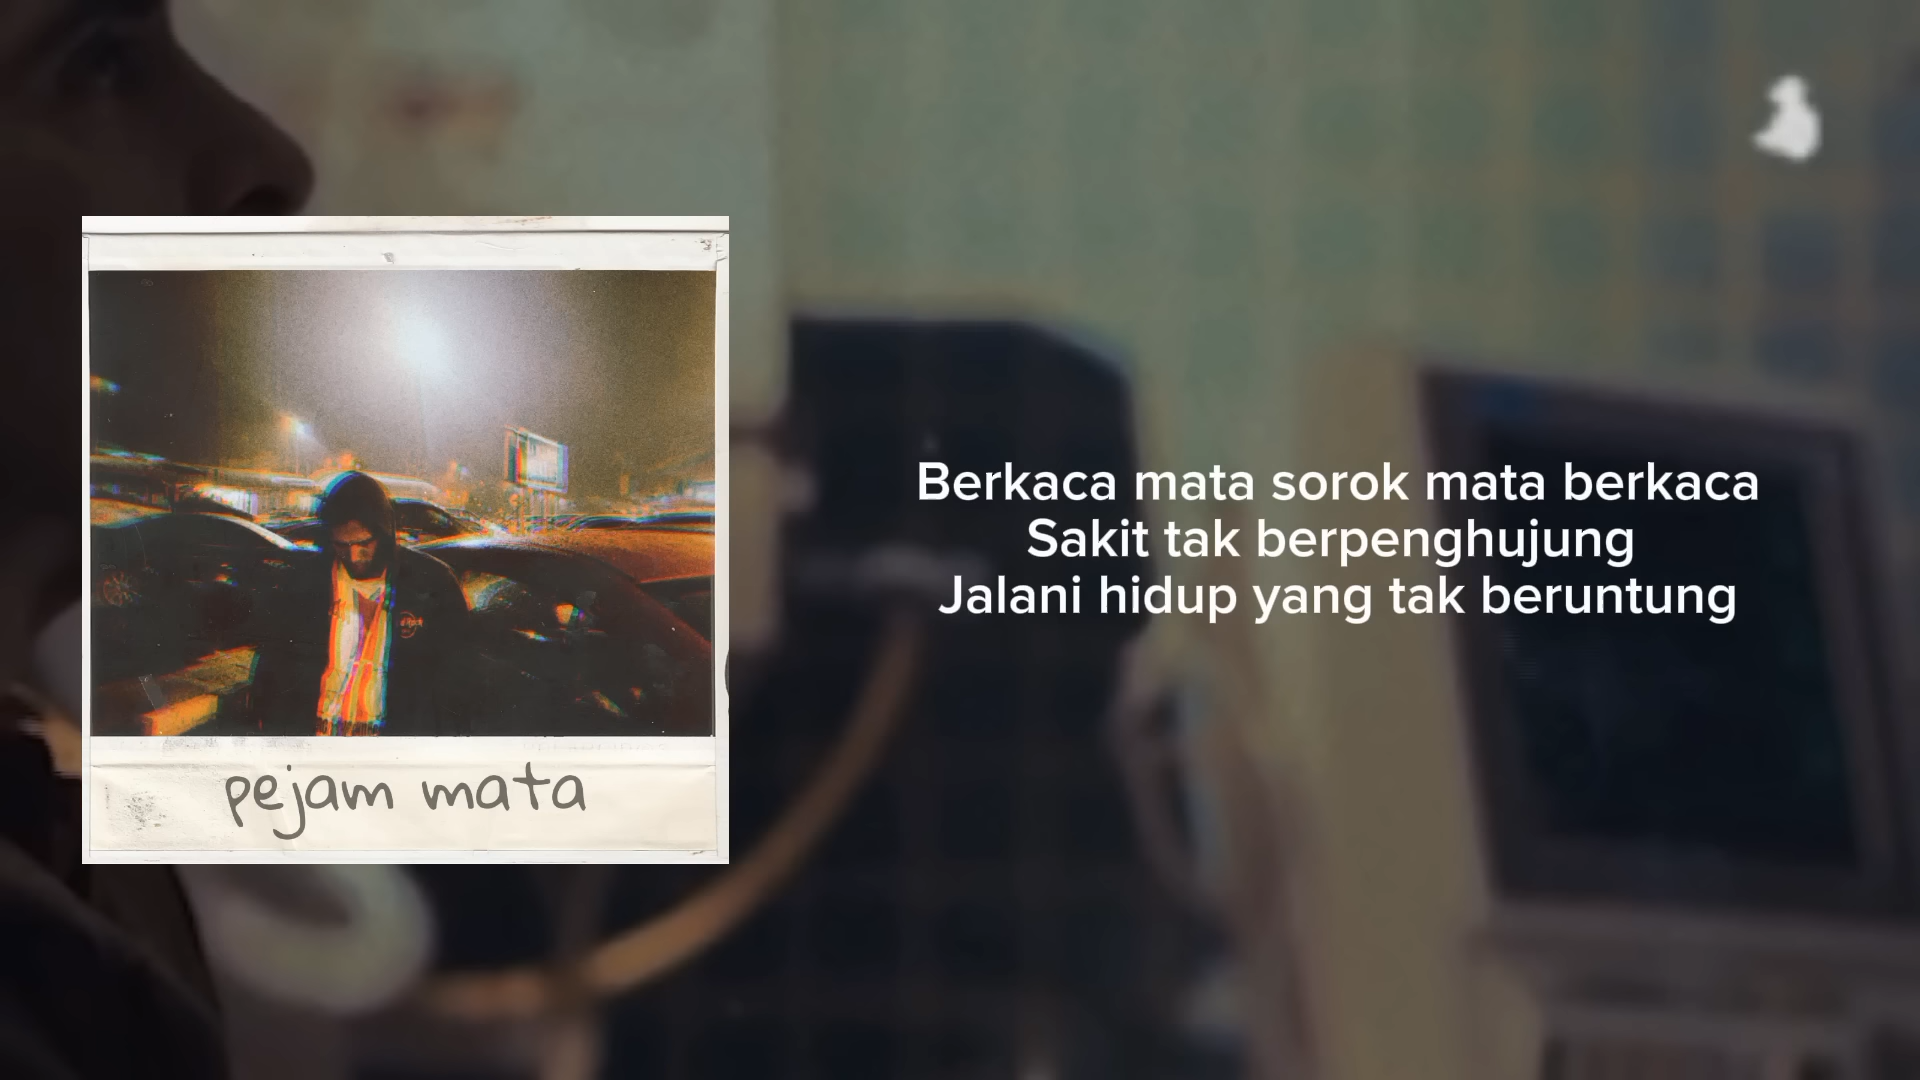 pejam mata
Berkaca mata sorok mata berkaca
Sakit tak berpenghujung
Jalani hidup yang tak beruntung